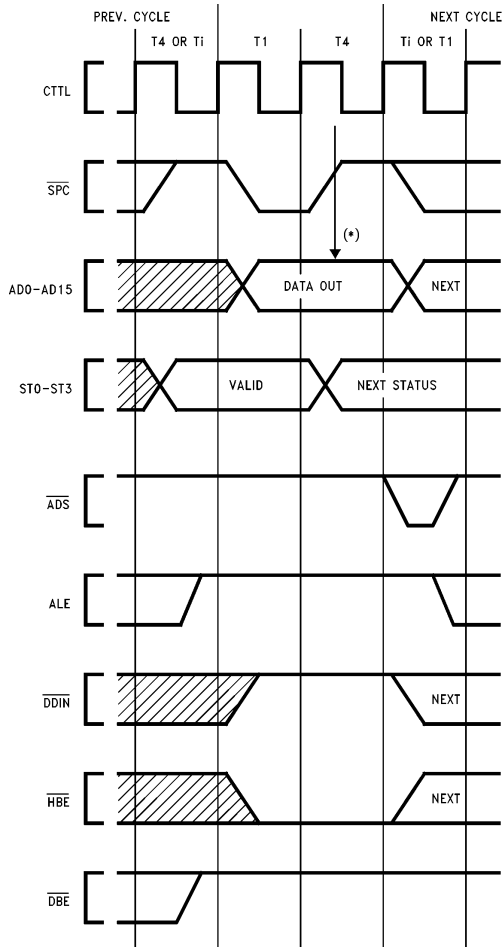 PREV. CYCLE NEXT CYCLE
T4 OR Ti T1 T4 Ti OR T1
CTTL
SPC
(*)
AD0-AD15 DATA OUT NEXT
ST0-ST3 VALID NEXT STATUS
ADS
ALE
DDIN NEXT
HBE NEXT
DBE